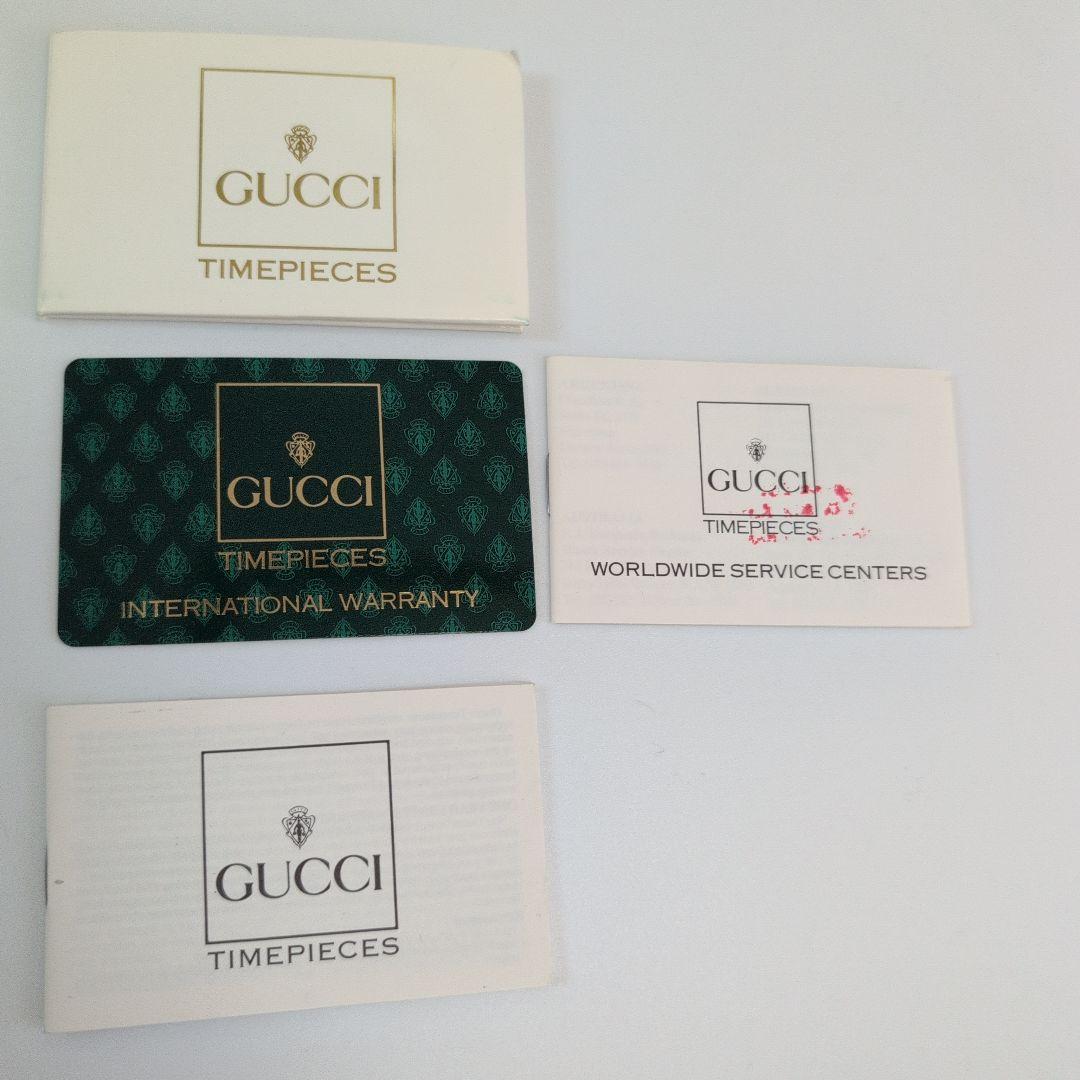 GUCCI
TIMEPIECES
GUCCI
TIMEPIECES
INTERNATIONAL WARRANTY
GUCCI
TIMEPIECES
WORLDWIDE SERVICE CENTERS
GUCCI
TIMEPIECES